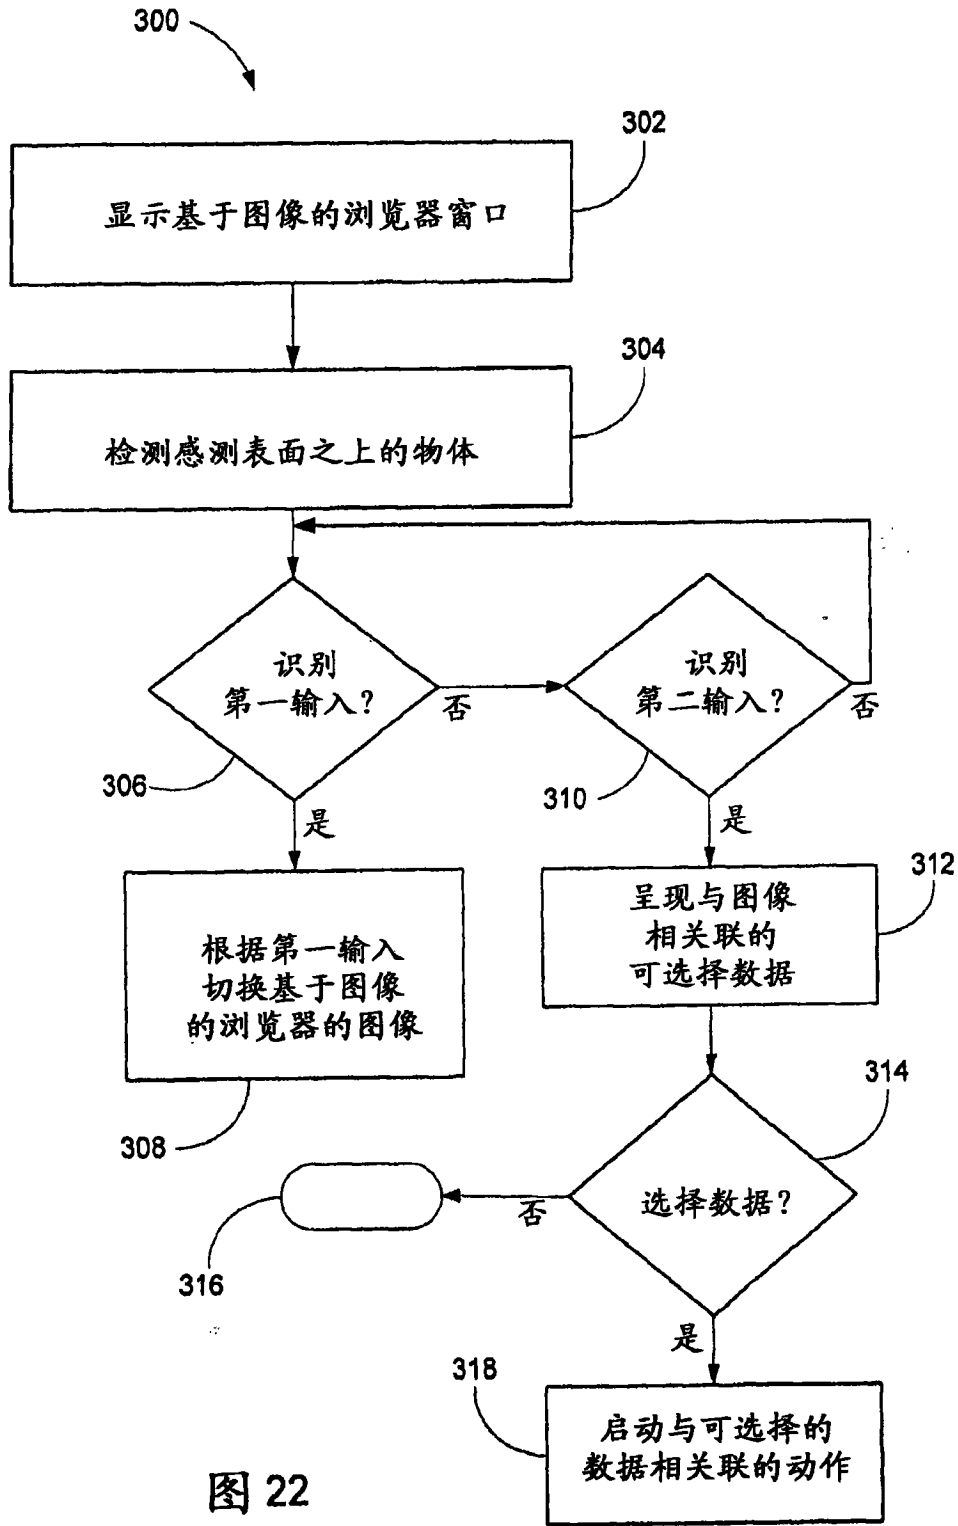 300
302
显示基于图像的浏览器窗口
304
检测感测表面之上的物体
识别
第一输入?
否
306
是
识别
第二输入?
否
310
是
根据第一输入
切换基于图像
的浏览器的图像
308
312
呈现与图像
相关联的
可选择数据
314
选择数据?
否
316
是
318
启动与可选择的
数据相关联的动作
图 22